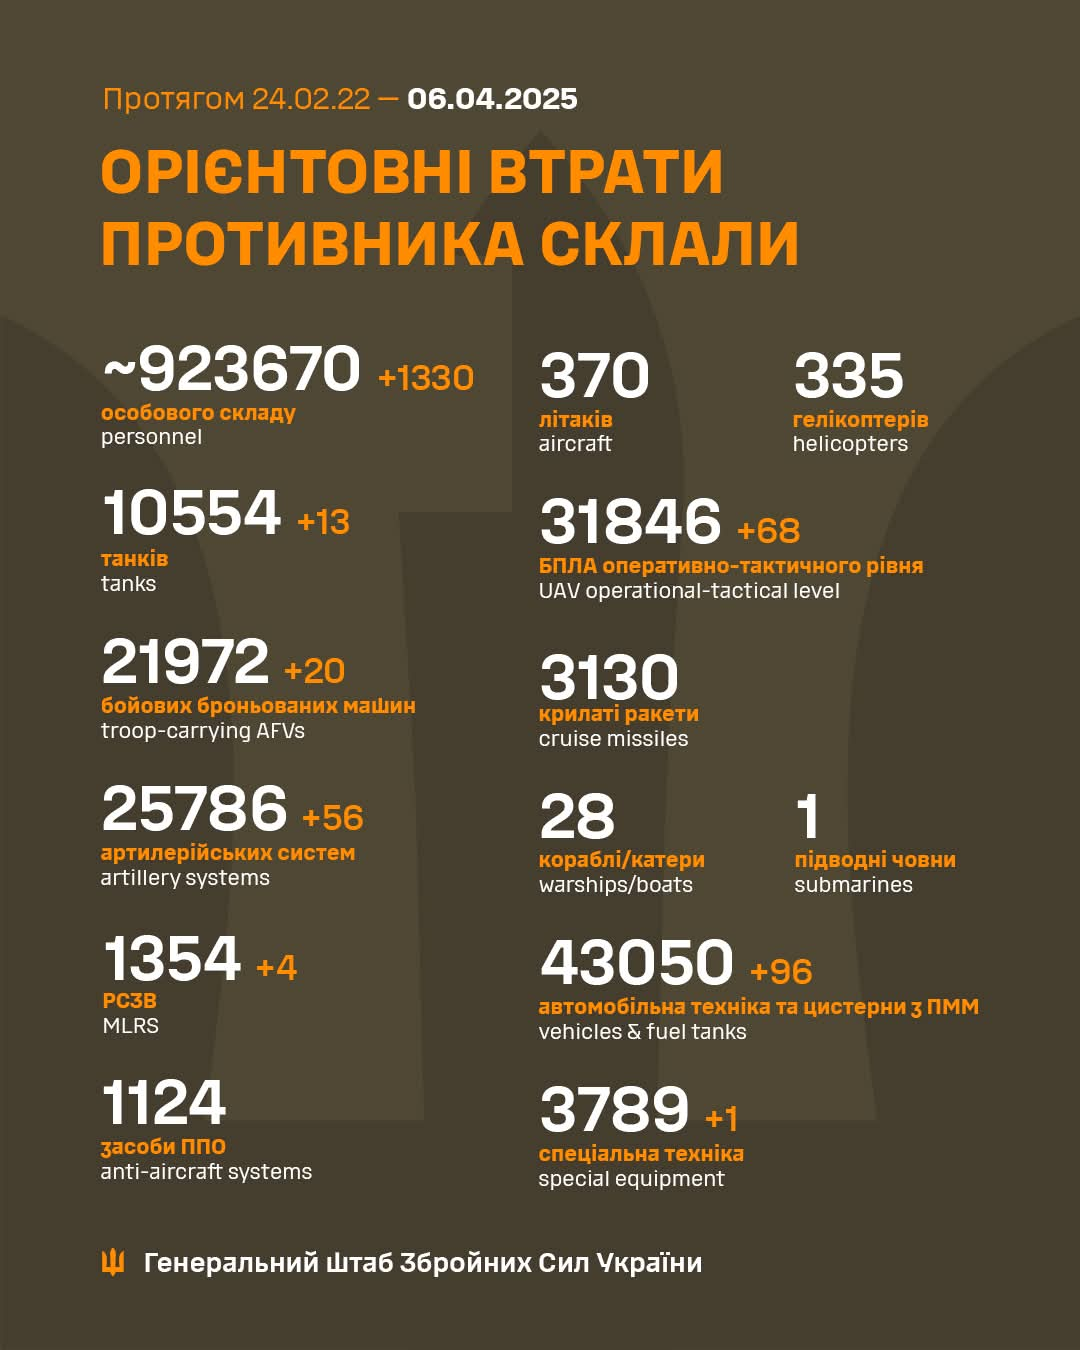 Протягом 24.02.22 — 06.04.2025
ОРІЄНТОВНІ ВТРАТИ
ПРОТИВНИКА СКЛАЛИ
~923670 +1330
особового складу
personnel
10554 +13
танків
tanks
21972 +20
бойових броньованих машин
troop-carrying AFVs
25786 +56
артилерійських систем
artillery systems
1354 +4
РСЗВ
MLRS
1124
засоби ППО
anti-aircraft systems
370
літаків
aircraft
335
гелікоптерів
helicopters
31846 +68
БПЛА оперативно-тактичного рівня
UAV operational-tactical level
3130
крилаті ракети
cruise missiles
28
кораблі/катери
warships/boats
1
підводні човни
submarines
43050 +96
автомобільна техніка та цистерни з ПММ
vehicles & fuel tanks
3789 +1
спеціальна техніка
special equipment
Генеральний штаб Збройних Сил України